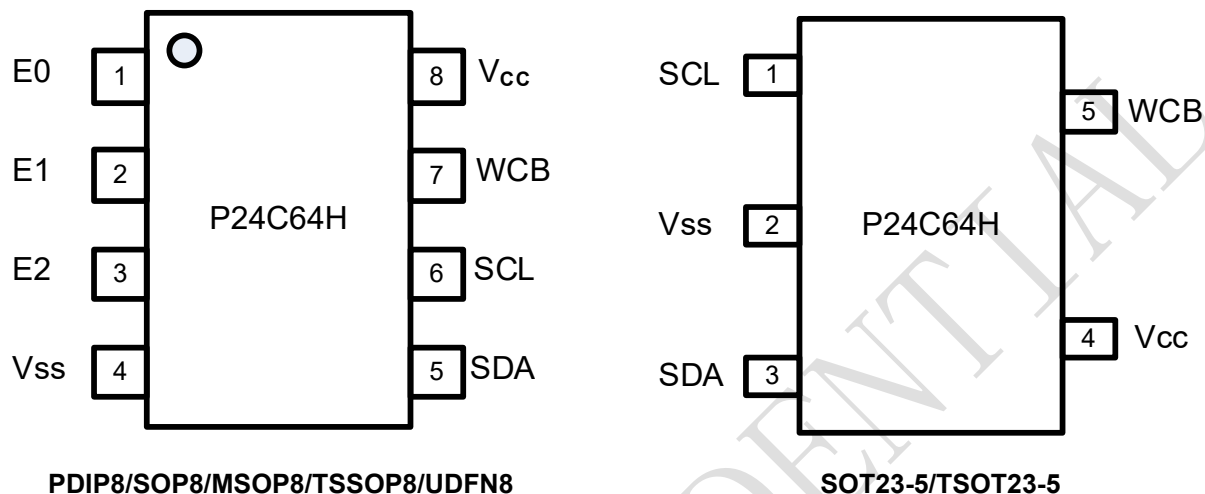 E0
1
8
Vcc
E1
2
7
WCB
P24C64H
E2
3
6
SCL
Vss
4
5
SDA
PDIP8/SOP8/MSOP8/TSSOP8/UDFN8
SCL
1
5
WCB
Vss
2
P24C64H
4
Vcc
SDA
3
SOT23-5/TSOT23-5
DENTIAL